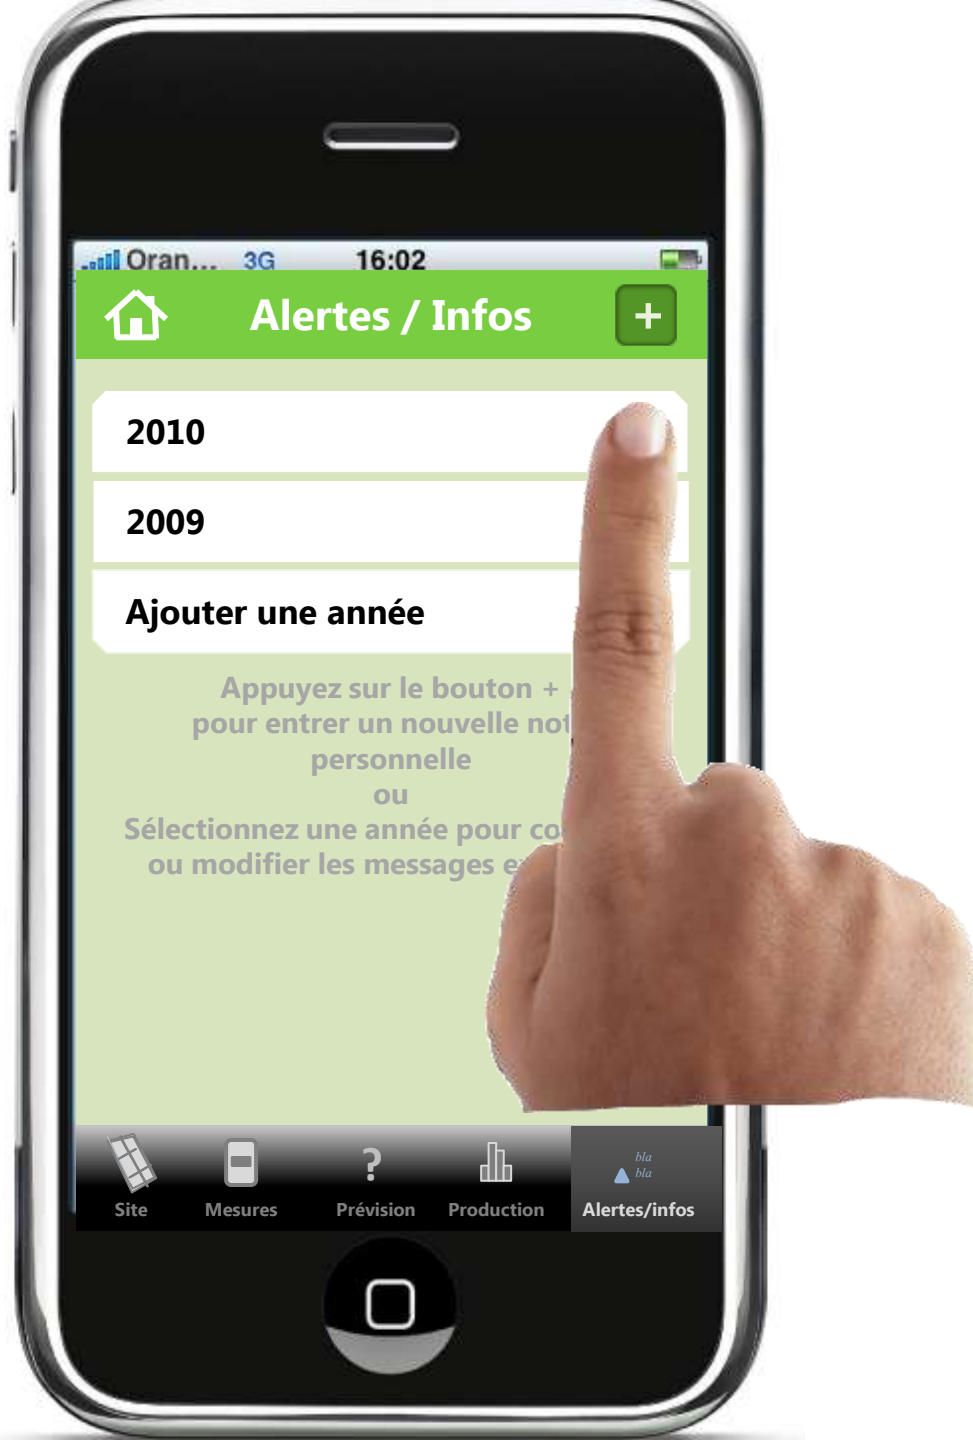 Oran... 3G 16:02
Alertes / Infos +
2010
2009
Ajouter une année
Appuyez sur le bouton +
pour entrer un nouvelle
personnelle
ou
Sélectionnez une année pour
ou modifier les messages
bla
bla
? 
Site Mesures Prévision Production Alertes/infos